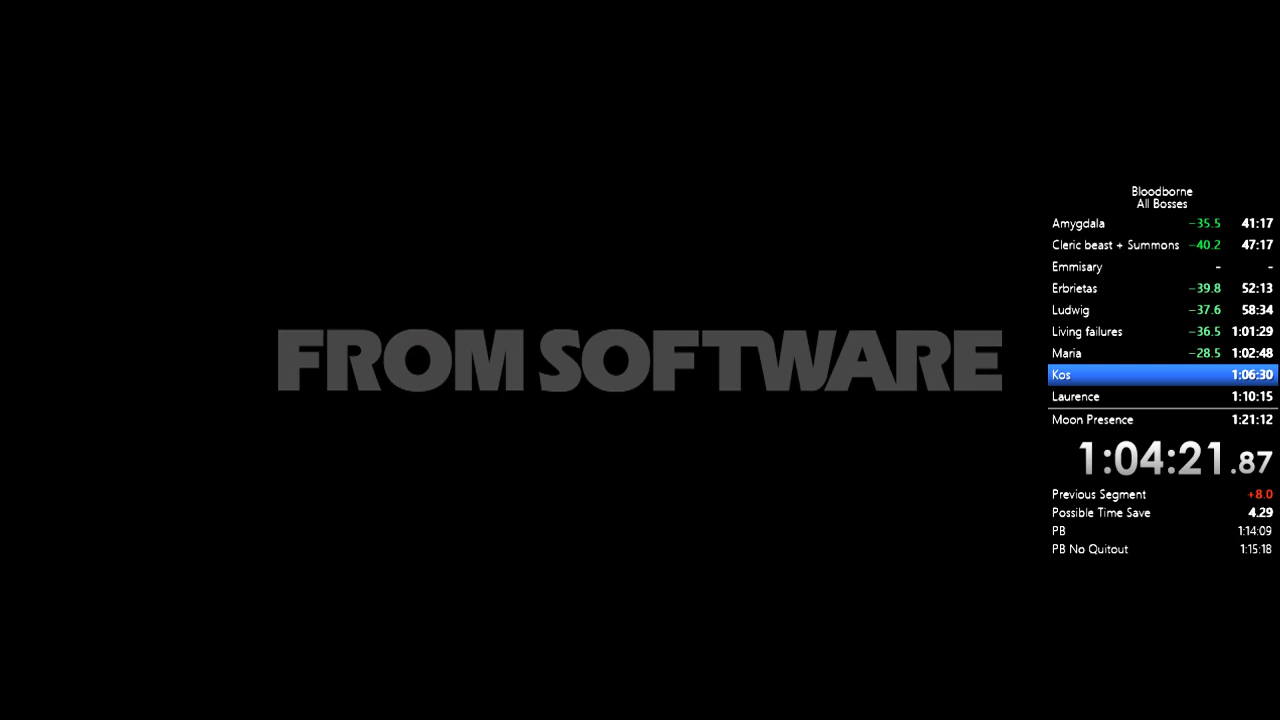 FROMSOFTWARE
Bloodborne
All Bosses
Amygdala -35.5 41:17
Cleric beast + Summons -40.2 47:17
Emmisary - -
Erbrietas -39.8 52:13
Ludwig -37.6 58:34
Living failures -36.5 1:01:29
Maria -28.5 1:02:48
Kos 1:06:30
Laurence 1:10:15
Moon Presence 1:21:12
1:04:21.87
Previous Segment +8.0
Possible Time Save 4.29
PB 1:14:09
PB No Quitout 1:15:18